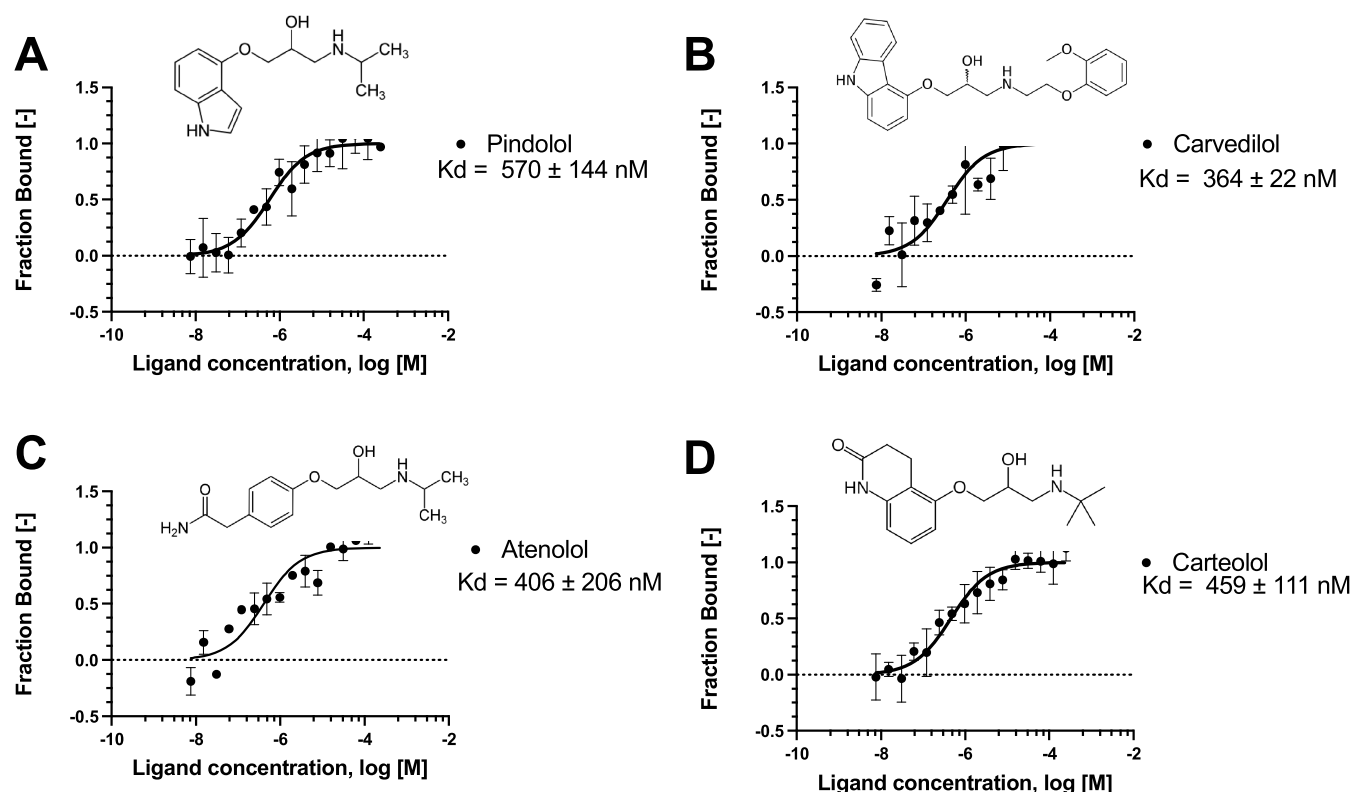 A
OH
O
H
N
CH3
CH3
HN
1.5
1.0
0.5
0.0
-0.5
Fraction Bound [-]
-10 -8 -6 -4 -2
Ligand concentration, log [M]
Pindolol
Kd = 570 ± 144 nM
B
HN
O
OH
H
N
O
O
1.5
1.0
0.5
0.0
-0.5
Fraction Bound [-]
-10 -8 -6 -4 -2
Ligand concentration, log [M]
Carvedilol
Kd = 364 ± 22 nM
C
O
H2N
O
OH
H
N
CH3
CH3
1.5
1.0
0.5
0.0
-0.5
Fraction Bound [-]
-10 -8 -6 -4 -2
Ligand concentration, log [M]
Atenolol
Kd = 406 ± 206 nM
D
O
HN
O
OH
H
N
1.5
1.0
0.5
0.0
-0.5
Fraction Bound [-]
-10 -8 -6 -4 -2
Ligand concentration, log [M]
Carteolol
Kd = 459 ± 111 nM